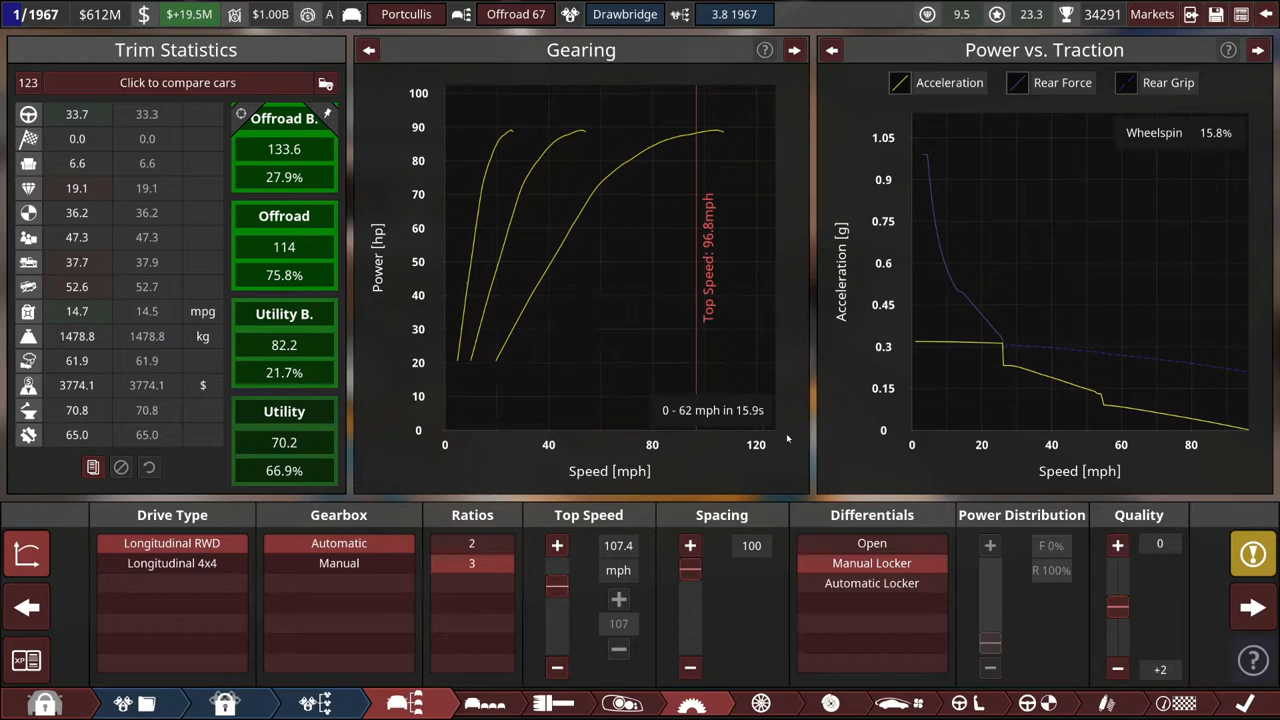 1/1967 $612M $+19.5M $1.00B A Portcullis Offroad 67 Drawbridge 3.8 1967 9.5 23.3 34291 Markets
Trim Statistics
123 Click to compare cars
33.7 33.3
0.0 0.0
6.6 6.6
19.1 19.1
36.2 36.2
47.3 47.3
37.7 37.9
52.6 52.7
14.7 14.5 mpg
1478.8 1478.8 kg
61.9 61.9
3774.1 3774.1 $
70.8 70.8
65.0 65.0
Offroad B.
133.6
27.9%
Offroad
114
75.8%
Utility B.
82.2
21.7%
Utility
70.2
66.9%
Gearing ?
100
90
80
70
60
50
40
30
20
10
0
Power [hp]
Top Speed: 96.8mph
0 - 62 mph in 15.9s
0 40 80 120
Speed [mph]
Power vs. Traction ?
Acceleration Rear Force Rear Grip
Wheelspin 15.8%
1.05
0.9
0.75
0.6
0.45
0.3
0.15
0
Acceleration [g]
0 20 40 60 80
Speed [mph]
Drive Type
Longitudinal RWD
Longitudinal 4x4
Gearbox
Automatic
Manual
Ratios
2
3
Top Speed
+ 107.4
mph
+
107
−
−
Spacing
+ 100
−
Differentials
Open
Manual Locker
Automatic Locker
Power Distribution
+ F 0%
R 100%
−
Quality
+ 0
− +2
XP
?